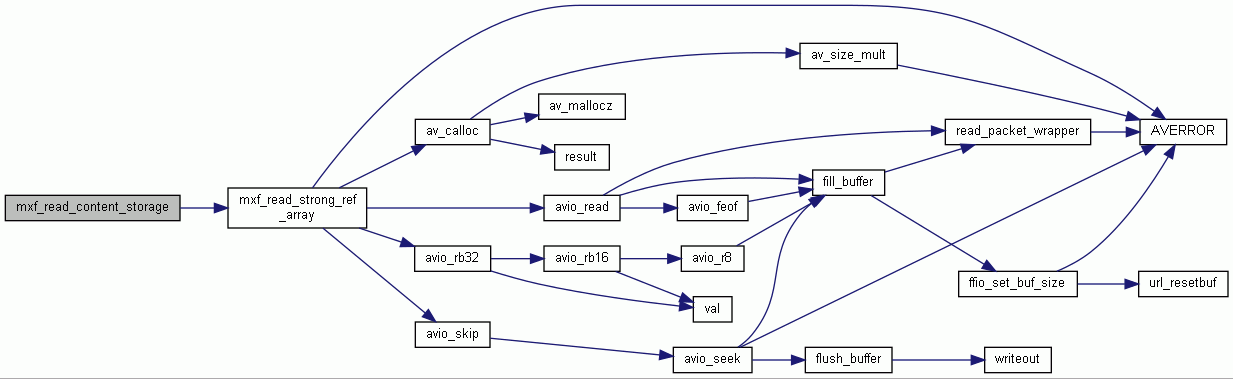 mxf_read_content_storage
mxf_read_strong_ref
_array
av_calloc
av_size_mult
av_mallocz
result
avio_read
avio_feof
avio_rb32
avio_rb16
avio_r8
val
avio_skip
avio_seek
fill_buffer
flush_buffer
writeout
read_packet_wrapper
ffio_set_buf_size
url_resetbuf
AVERROR